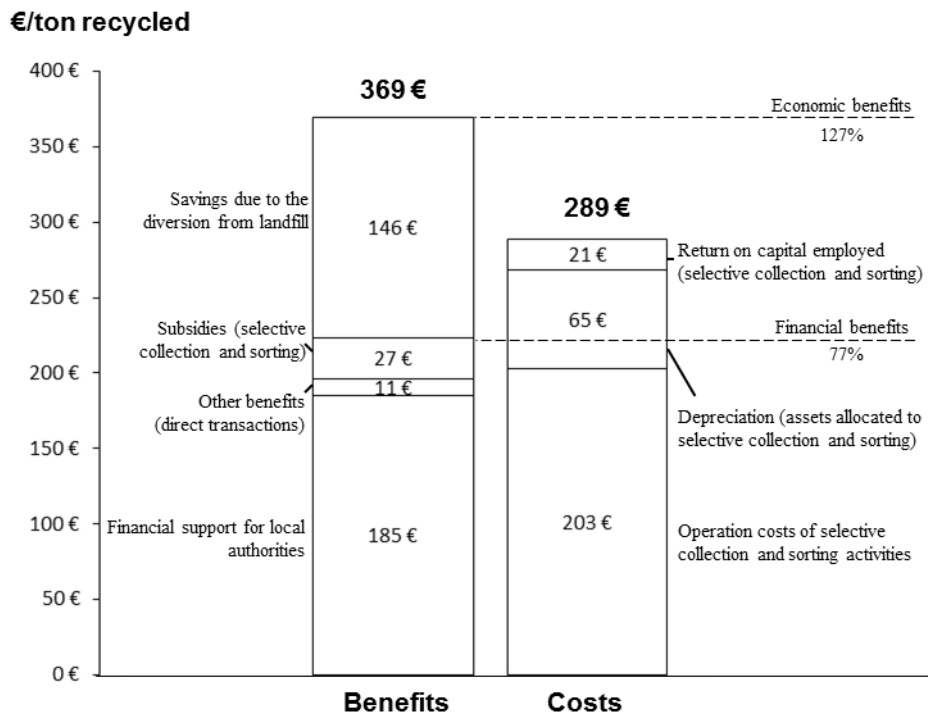 €/ton recycled
400 €
350 €
300 €
250 €
200 €
150 €
100 €
50 €
0 €
369 €
Savings due to the
diversion from landfill
146 €
Subsidies (selective
collection and sorting)
27 €
Other benefits
(direct transactions)
11 €
Financial support for local
authorities
185 €
289 €
21 €
65 €
203 €
Economic benefits
127%
Return on capital employed
(selective collection and sorting)
Financial benefits
77%
Depreciation (assets allocated to
selective collection and sorting)
Operation costs of selective
collection and sorting activities
Benefits
Costs